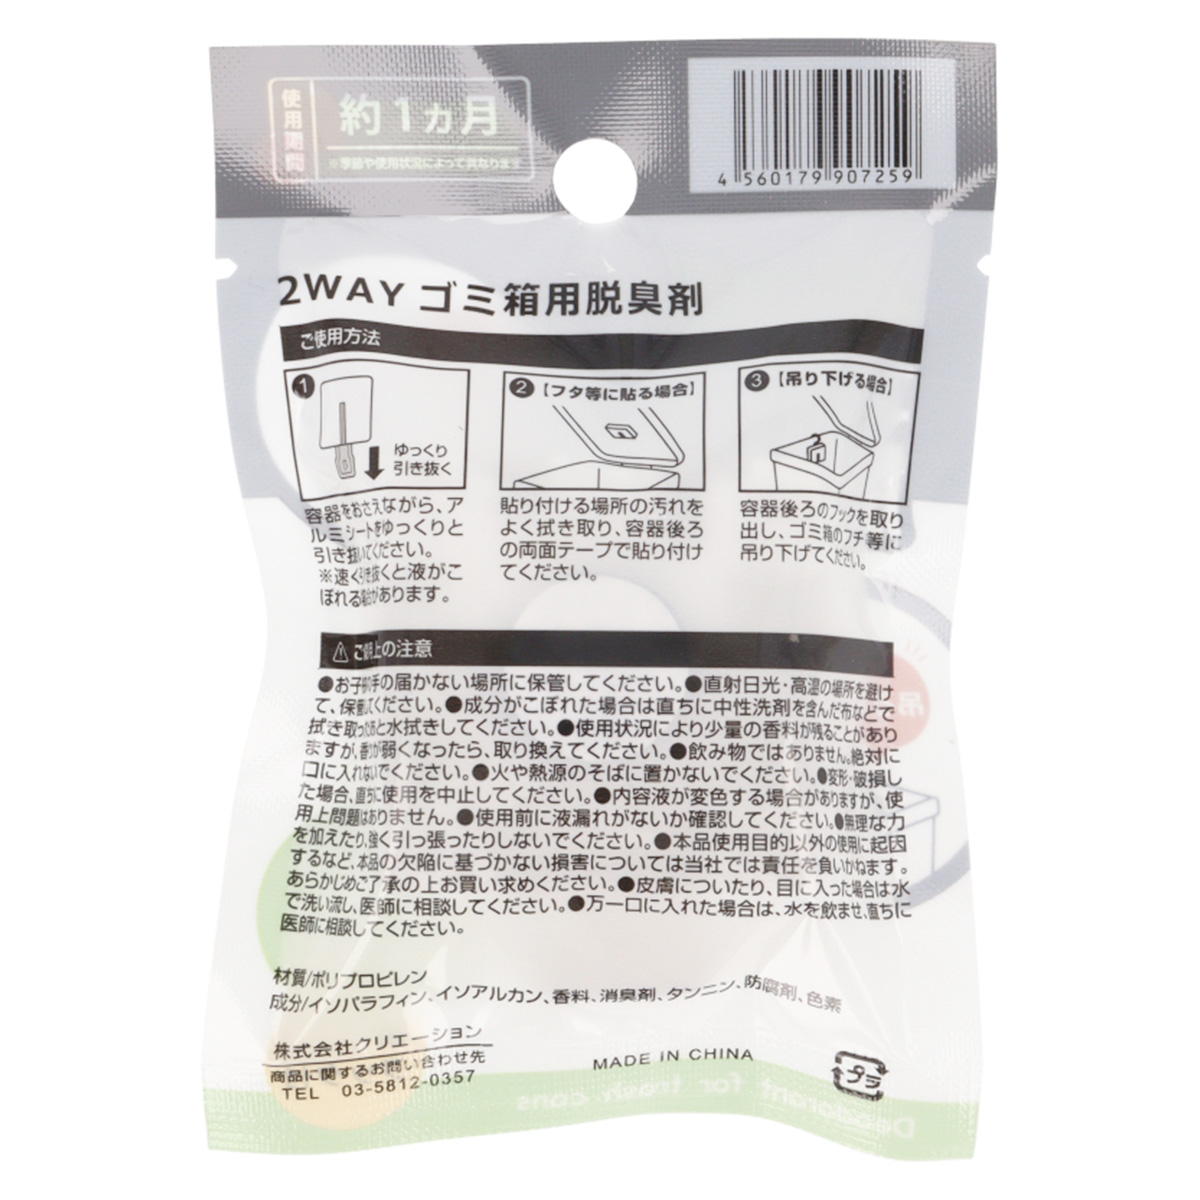 使用期間
約1ヵ月
※季節や使用状況によって異なります
4 560179 907259
2WAY ゴミ箱用脱臭剤
ご使用方法
1
ゆっくり
引き抜く
容器をおさえながら、ア
ルミシートをゆっくりと
引き抜いてください。
※速く引き抜くと液がこ
ぼれる場合があります。
2 【フタ等に貼る場合】
貼り付ける場所の汚れを
よく拭き取り、容器後ろ
の両面テープで貼り付け
てください。
3 【吊り下げる場合】
容器後ろのフックを取り
出し、ゴミ箱のフチ等に
吊り下げてください。
⚠ ご使用上の注意
●お子様の手の届かない場所に保管してください。●直射日光・高温の場所を避け
て、保管してください。●成分がこぼれた場合は直ちに中性洗剤を含んだ布などで
拭き取ったあと水拭きしてください。●使用状況により少量の香料が残ることがあり
ますが、香りが弱くなったら、取り換えてください。●飲み物ではありません。絶対に
口に入れないでください。●火や熱源のそばに置かないでください。●変形・破損し
た場合、直ちに使用を中止してください。●内容液が変色する場合がありますが、使
用上問題はありません。●使用前に液漏れがないか確認してください。●無理な力
を加えたり、強く引っ張ったりしないでください。●本品使用目的以外の使用に起因
するなど、本品の欠陥に基づかない損害については当社では責任を負いかねます。
あらかじめご了承の上お買い求めください。●皮膚についたり、目に入った場合は水
で洗い流し、医師に相談してください。●万一口に入れた場合は、水を飲ませ、直ちに
医師に相談してください。
材質/ポリプロピレン
成分/イソパラフィン、イソアルカン、香料、消臭剤、タンニン、防腐剤、色素
株式会社クリエーション
商品に関するお問い合わせ先
TEL 03-5812-0357
MADE IN CHINA
プラ
Deodorant for trash cans
吊